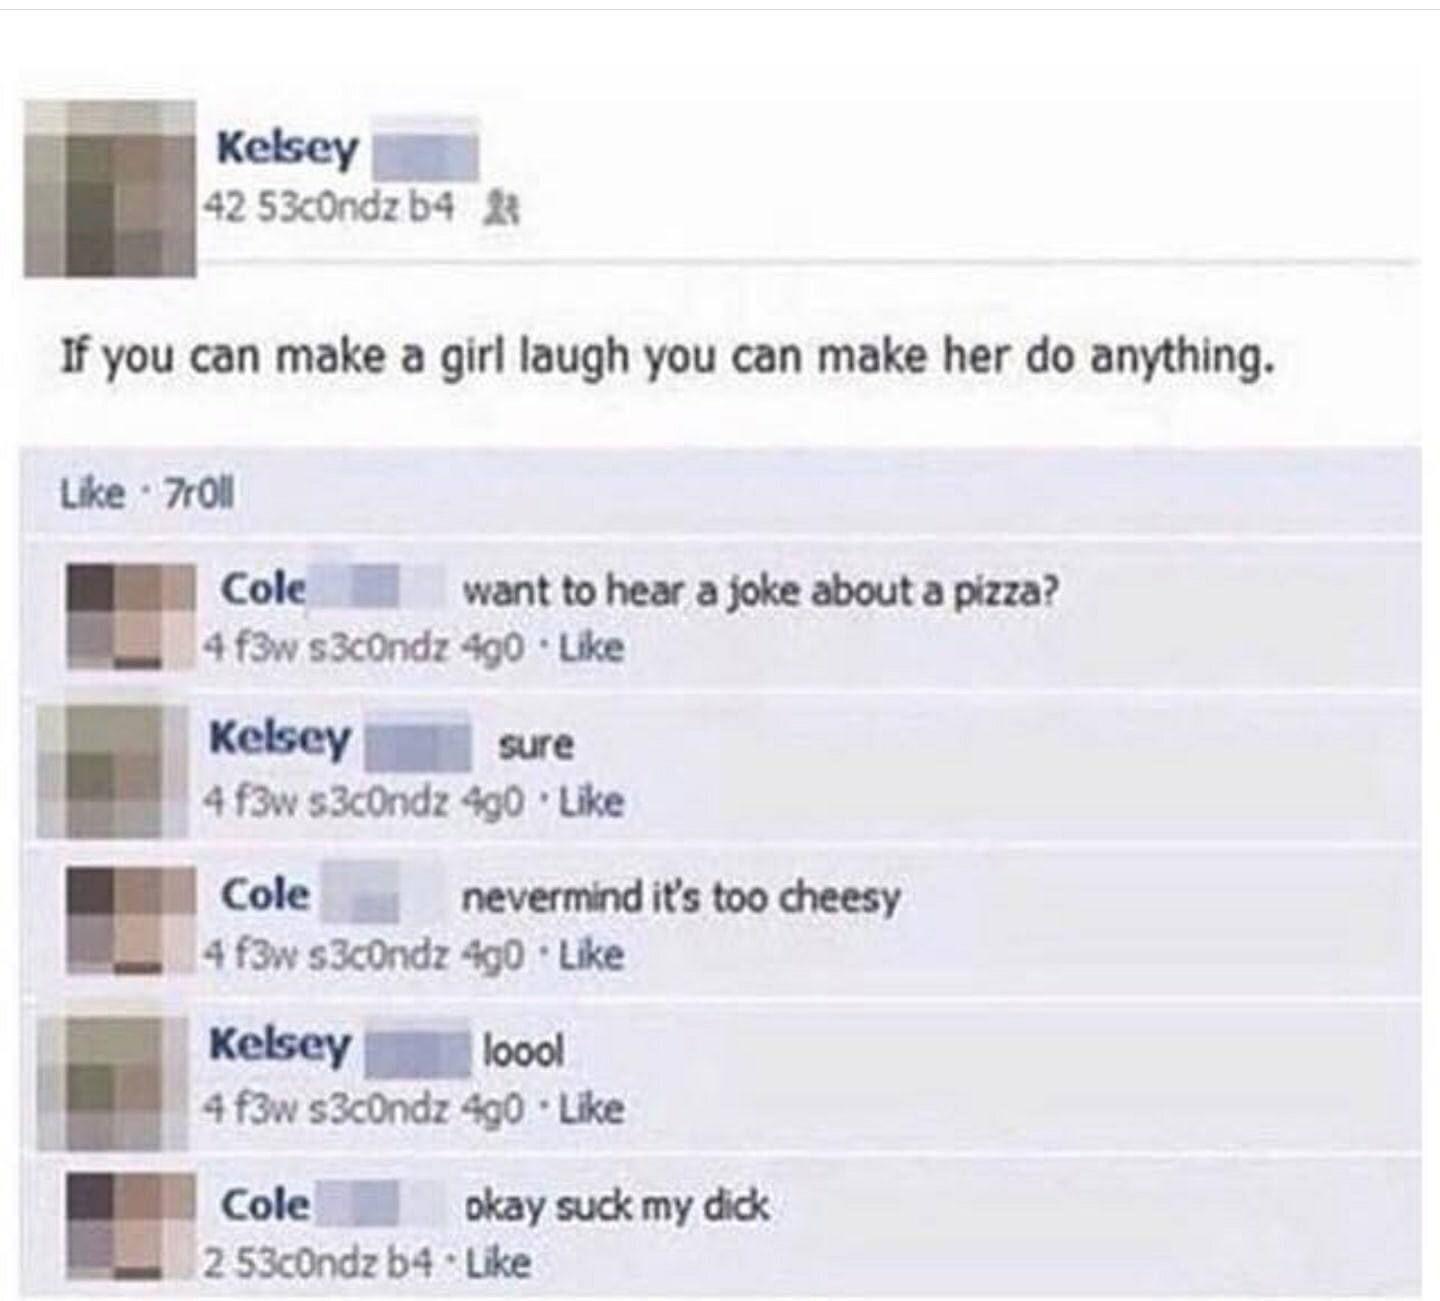 Kelsey
42 53c0ndz b4
If you can make a girl laugh you can make her do anything.
Like · 7r0ll
Cole want to hear a joke about a pizza?
4 f3w s3c0ndz 4g0 · Like
Kelsey sure
4 f3w s3c0ndz 4g0 · Like
Cole nevermind it's too cheesy
4 f3w s3c0ndz 4g0 · Like
Kelsey loool
4 f3w s3c0ndz 4g0 · Like
Cole okay suck my dick
2 53c0ndz b4 · Like